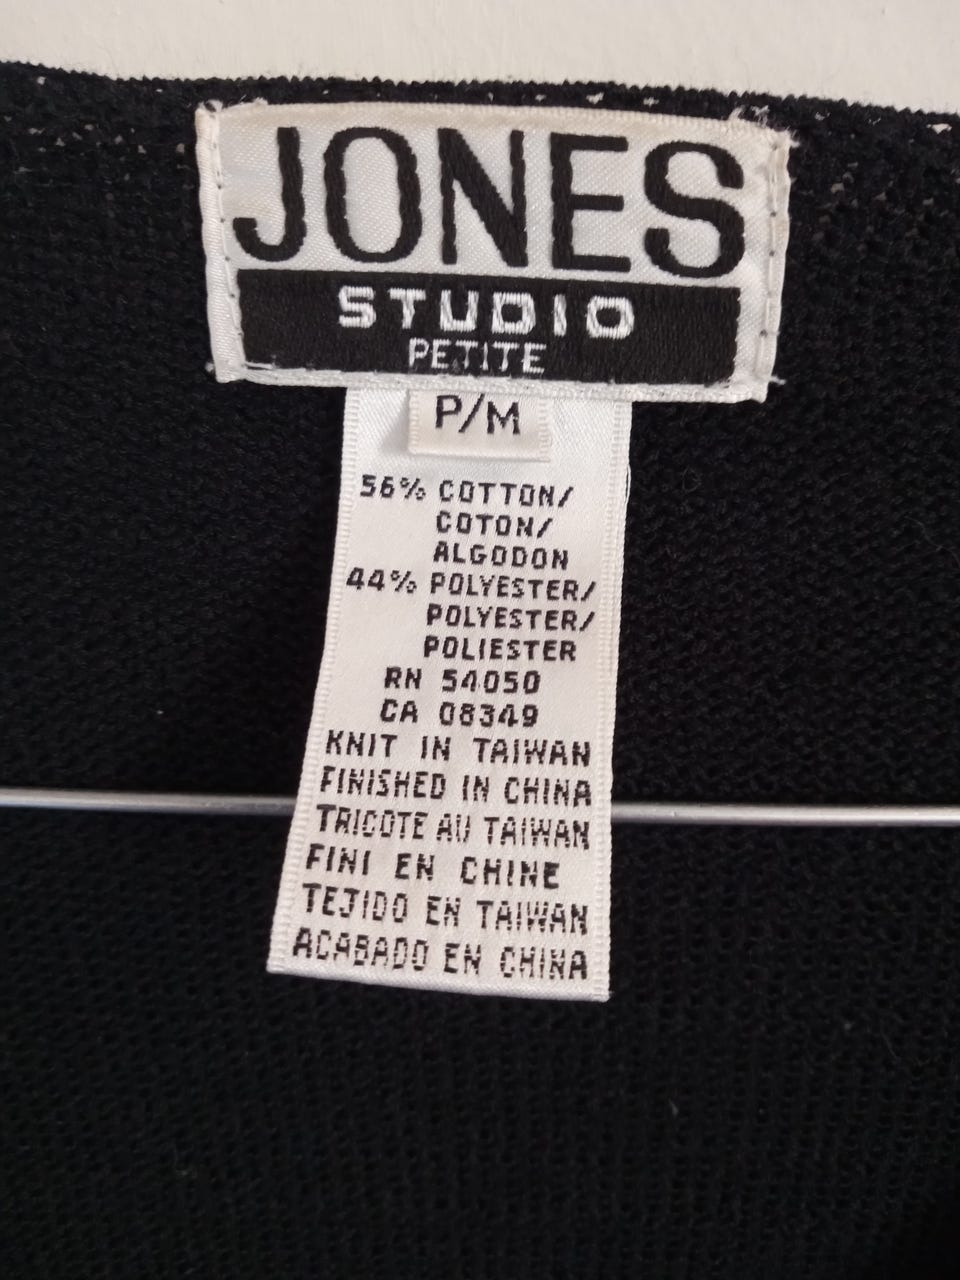 JONES
STUDIO
PETITE
P/M
56% COTTON/
COTON/
ALGODON
44% POLYESTER/
POLYESTER/
POLIESTER
RN 54050
CA 08349
KNIT IN TAIWAN
FINISHED IN CHINA
TRICOTE AU TAIWAN
FINI EN CHINE
TEJIDO EN TAIWAN
ACABADO EN CHINA